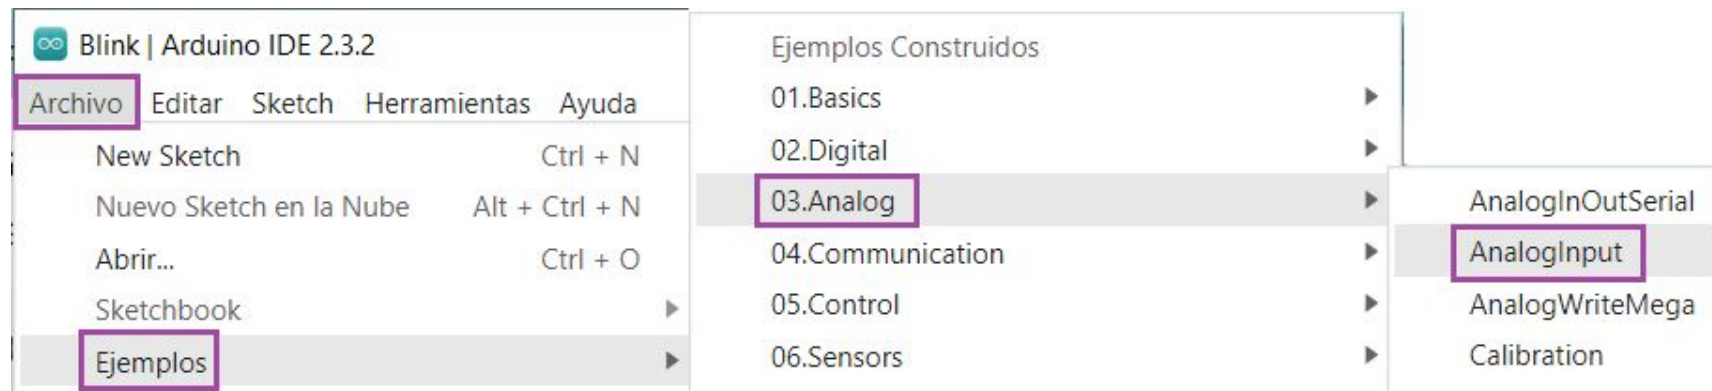 Blink | Arduino IDE 2.3.2
Archivo Editar Sketch Herramientas Ayuda
New Sketch Ctrl + N
Nuevo Sketch en la Nube Alt + Ctrl + N
Abrir... Ctrl + O
Sketchbook
Ejemplos
Ejemplos Construidos
01.Basics
02.Digital
03.Analog
04.Communication
05.Control
06.Sensors
AnalogInOutSerial
AnalogInput
AnalogWriteMega
Calibration